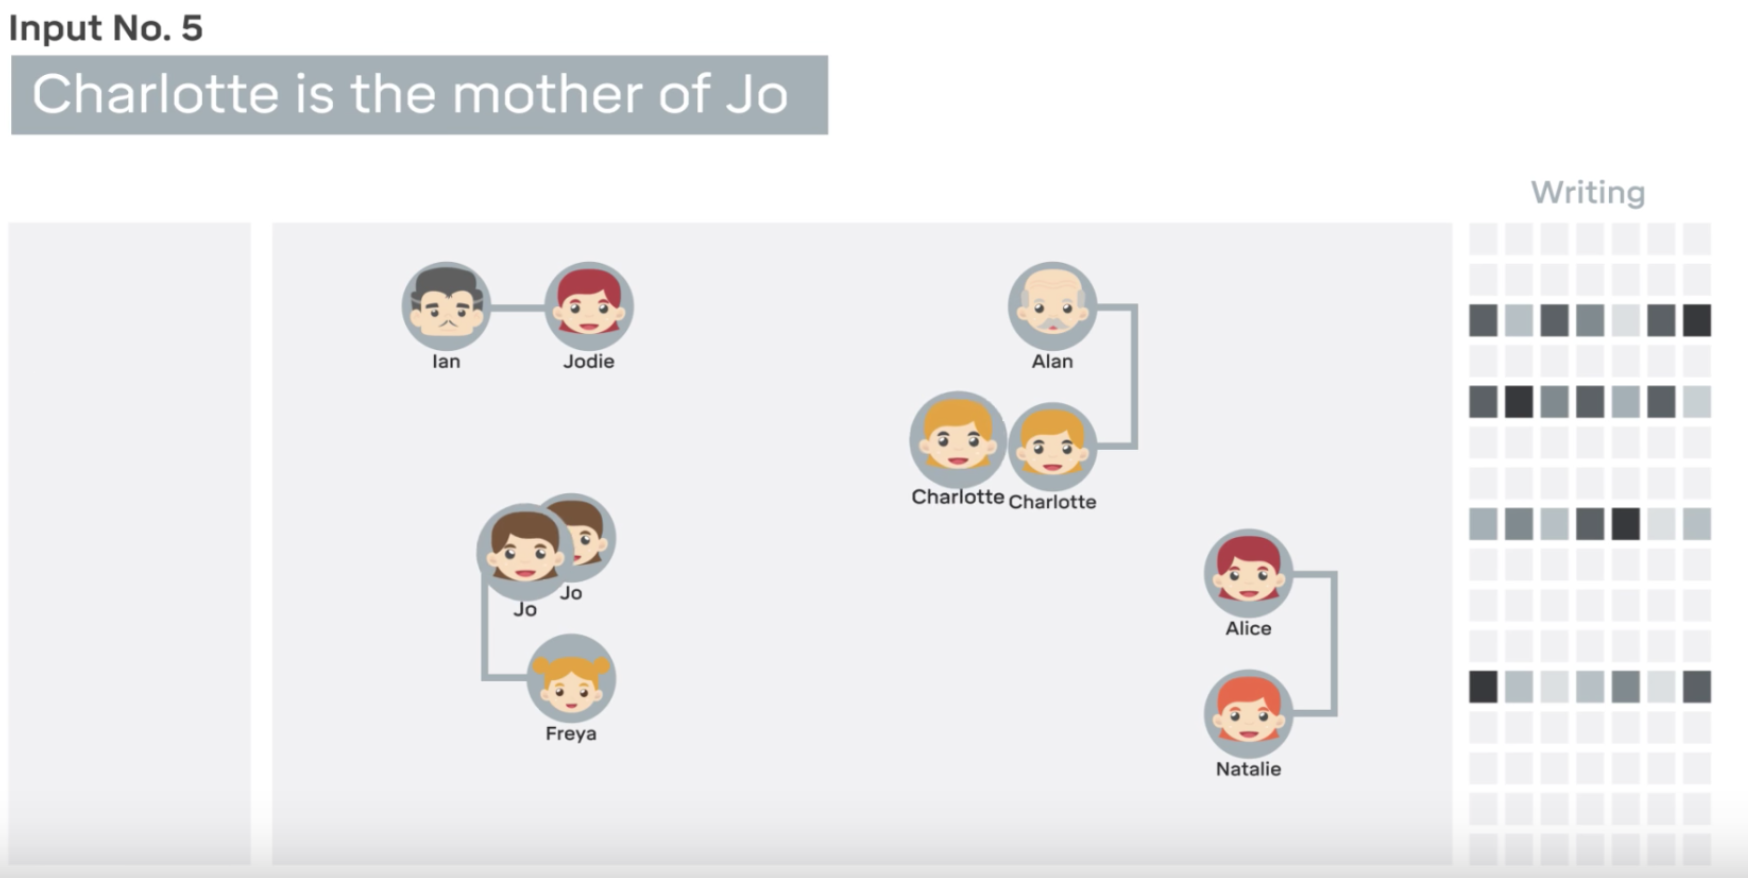 Input No. 5
Charlotte is the mother of Jo
Writing
Ian
Jodie
Alan
Charlotte
Charlotte
Jo
Jo
Alice
Freya
Natalie